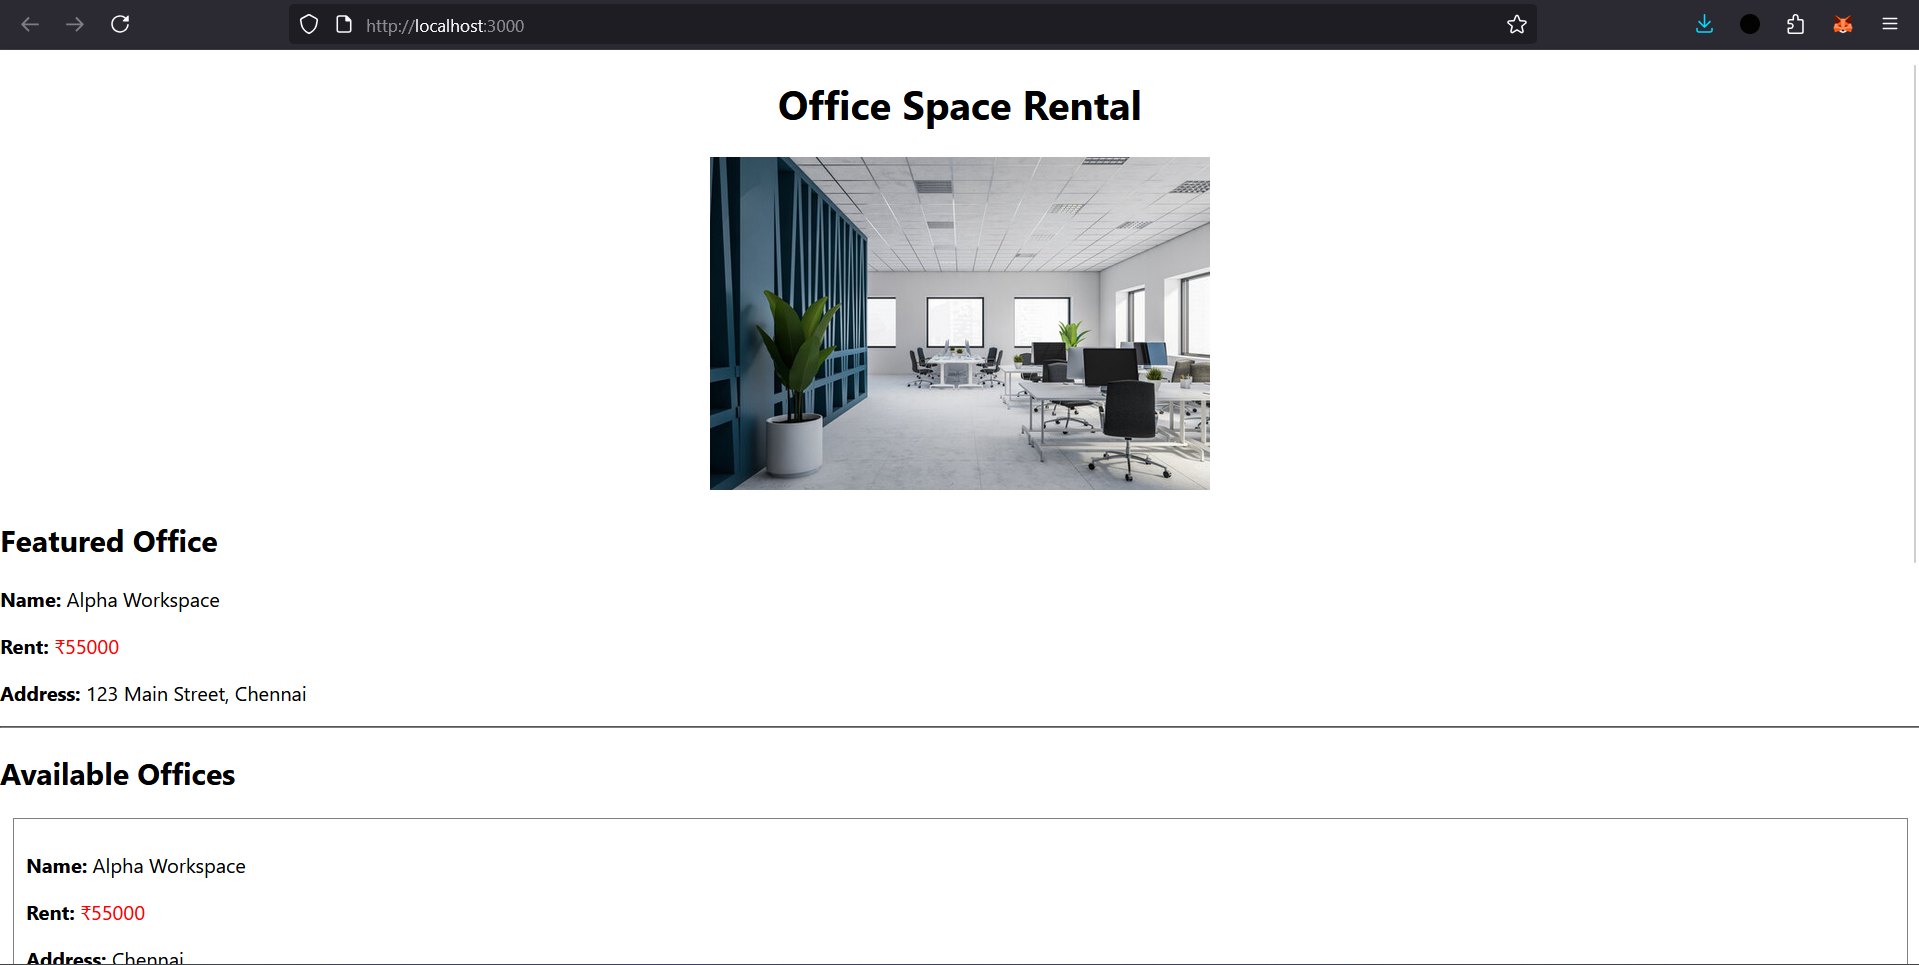 http://localhost:3000
Office Space Rental
Featured Office
Name: Alpha Workspace
Rent: ₹55000
Address: 123 Main Street, Chennai
Available Offices
Name: Alpha Workspace
Rent: ₹55000
Address: Chennai